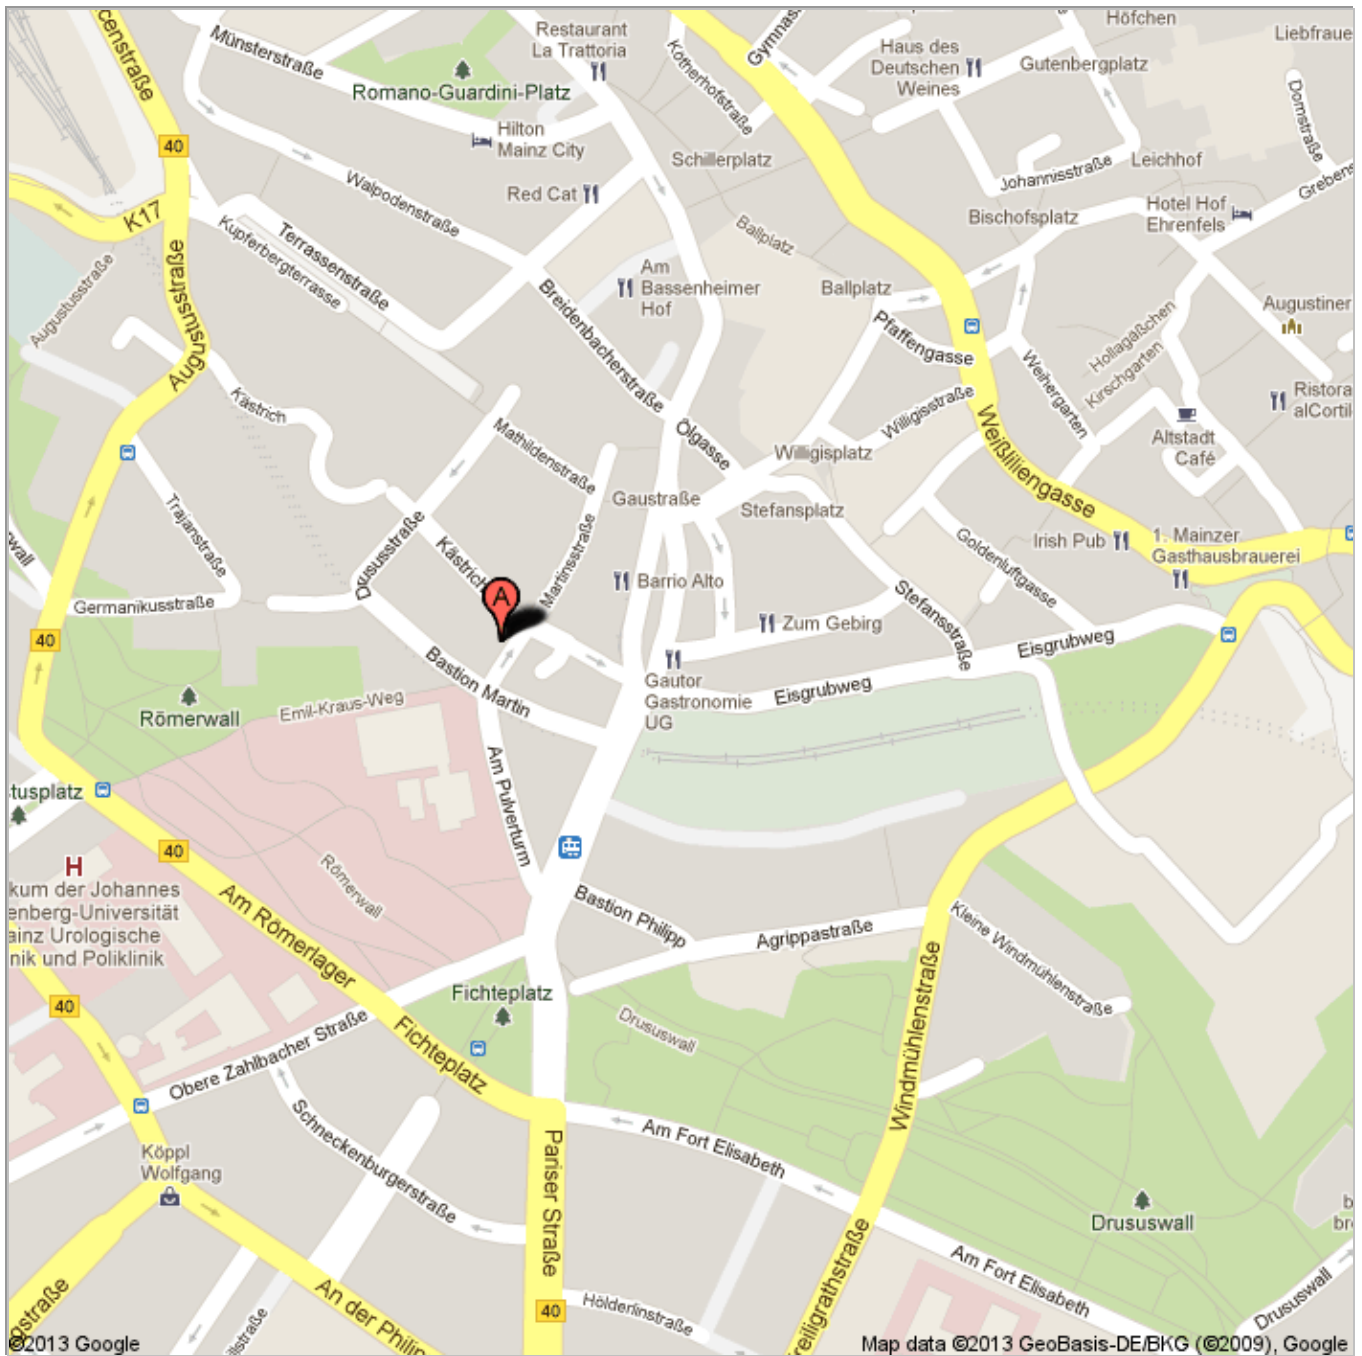 Höfchen
Restaurant
La Trattoria
Münsterstraße
Kötherhofstraße
Haus des
Deutschen
Weines
Gutenbergplatz
Romano-Guardini-Platz
Domstraße
40
Hilton
Mainz City
Schillerplatz
Leichhof
Johannisstraße
Walpodenstraße
Red Cat
Hotel Hof
Ehrenfels
Bischofsplatz
K17
Kupferbergterrasse
Terrassenstraße
Ballplatz
Augustusstraße
Augustusstraße
Am
Bassenheimer
Hof
Ballplatz
Breidenbacherstraße
Pfaffengasse
Hollagäßchen
Kirschgarten
Augustiner
Weihergarten
Kästrich
Willigisstraße
Mathildenstraße
Ölgasse
Weißliliengasse
Altstadt
Café
Willigisplatz
Gaustraße
Stefansplatz
Trajanstraße
Drususstraße
Kästrich
Martinsstraße
Irish Pub
1. Mainzer
Gasthausbrauerei
Goldenluftgasse
Barrio Alto
Stefansstraße
Germanikusstraße
A
Zum Gebirg
40
Eisgrubweg
Bastion Martin
Eisgrubweg
Gautor
Gastronomie
UG
Emil-Kraus-Weg
Römerwall
Am Pulverturm
40
Römerwall
H
Am Römerlager
Bastion Philipp
Agrippastraße
Kleine Windmühlenstraße
Windmühlenstraße
Fichteplatz
40
Drususwall
Obere Zahlbacher Straße
Fichteplatz
Schneckenburgerstraße
Am Fort Elisabeth
Pariser Straße
Köppl
Wolfgang
Drususwall
Am Fort Elisabeth
Drususwall
40
Hölderlinstraße
An der Philip
©2013 Google
Map data ©2013 GeoBasis-DE/BKG (©2009), Google